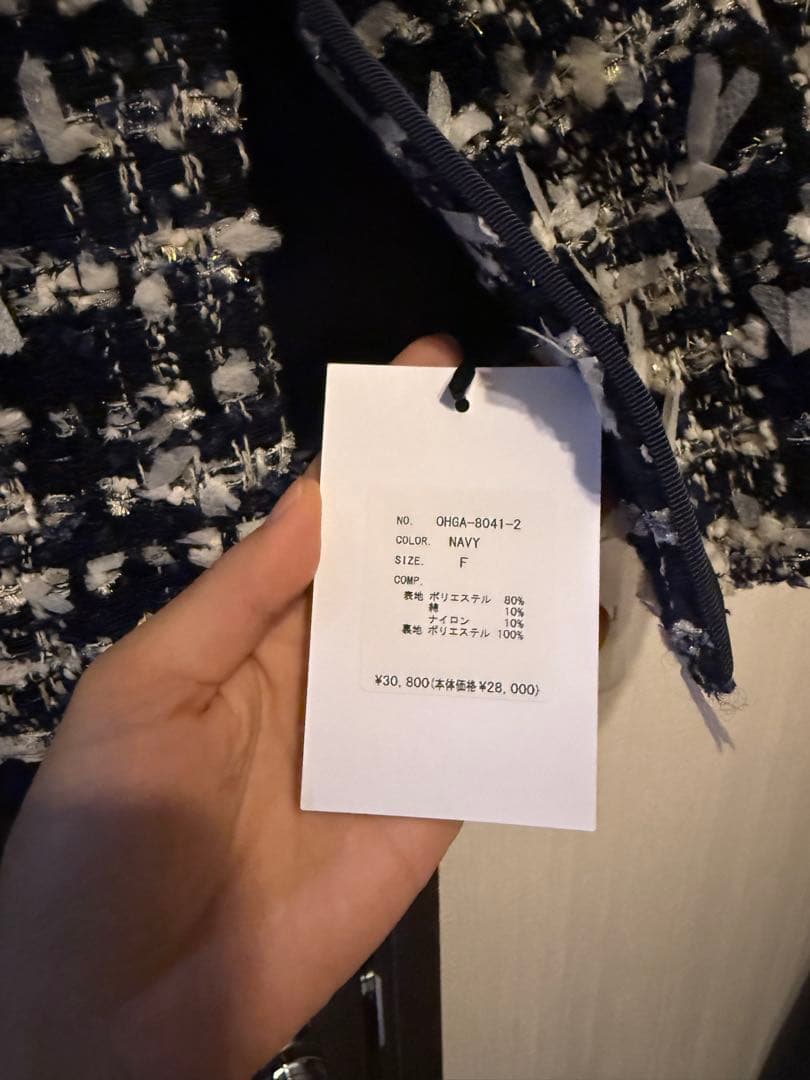 NO. OHGA-8041-2
COLOR. NAVY
SIZE. F
COMP.
表地 ポリエステル 80%
綿 10%
ナイロン 10%
裏地 ポリエステル 100%
¥30,800(本体価格¥28,000)